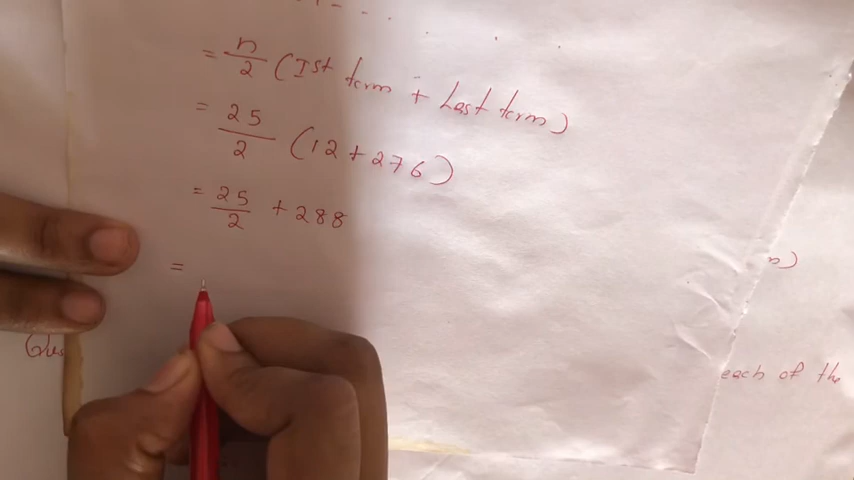 = n/2 (Ist term + Last term)
= 25/2 (12 + 276)
= 25/2 + 288
=
each of the